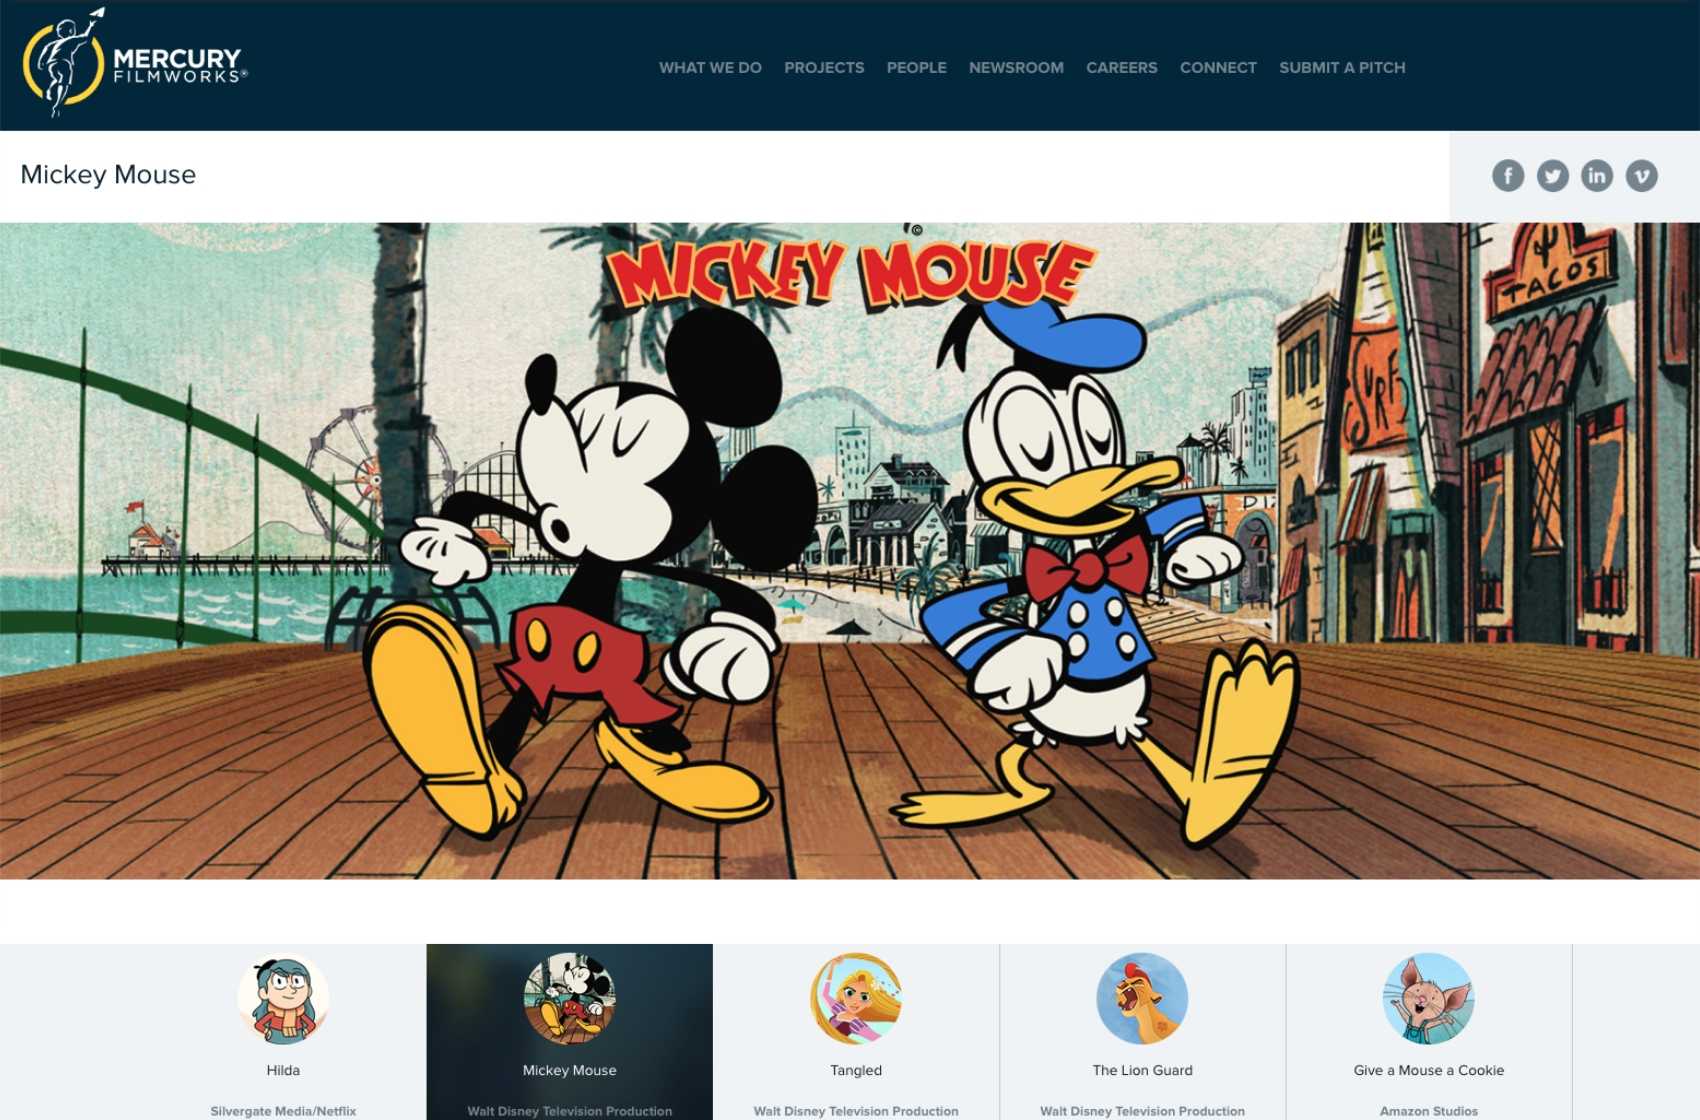 MERCURY
FILMWORKS®
WHAT WE DO
PROJECTS
PEOPLE
NEWSROOM
CAREERS
CONNECT
SUBMIT A PITCH
Mickey Mouse
©
MICKEY MOUSE
TACOS
SURF
DI
Hilda
Mickey Mouse
Tangled
The Lion Guard
Give a Mouse a Cookie
Silvergate Media/Netflix
Walt Disney Television Production
Walt Disney Television Production
Walt Disney Television Production
Amazon Studios